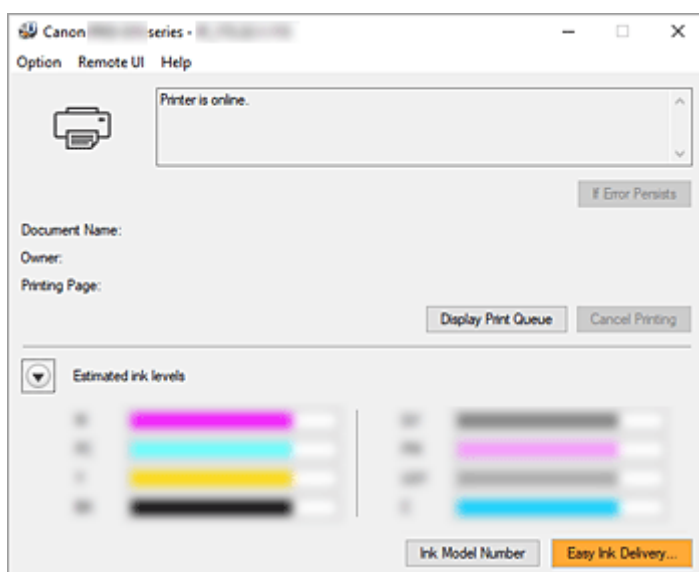 Canon series -
Option Remote UI Help
Printer is online.
If Error Persists
Document Name:
Owner:
Printing Page:
Display Print Queue Cancel Printing
Estimated ink levels
Ink Model Number Easy Ink Delivery...